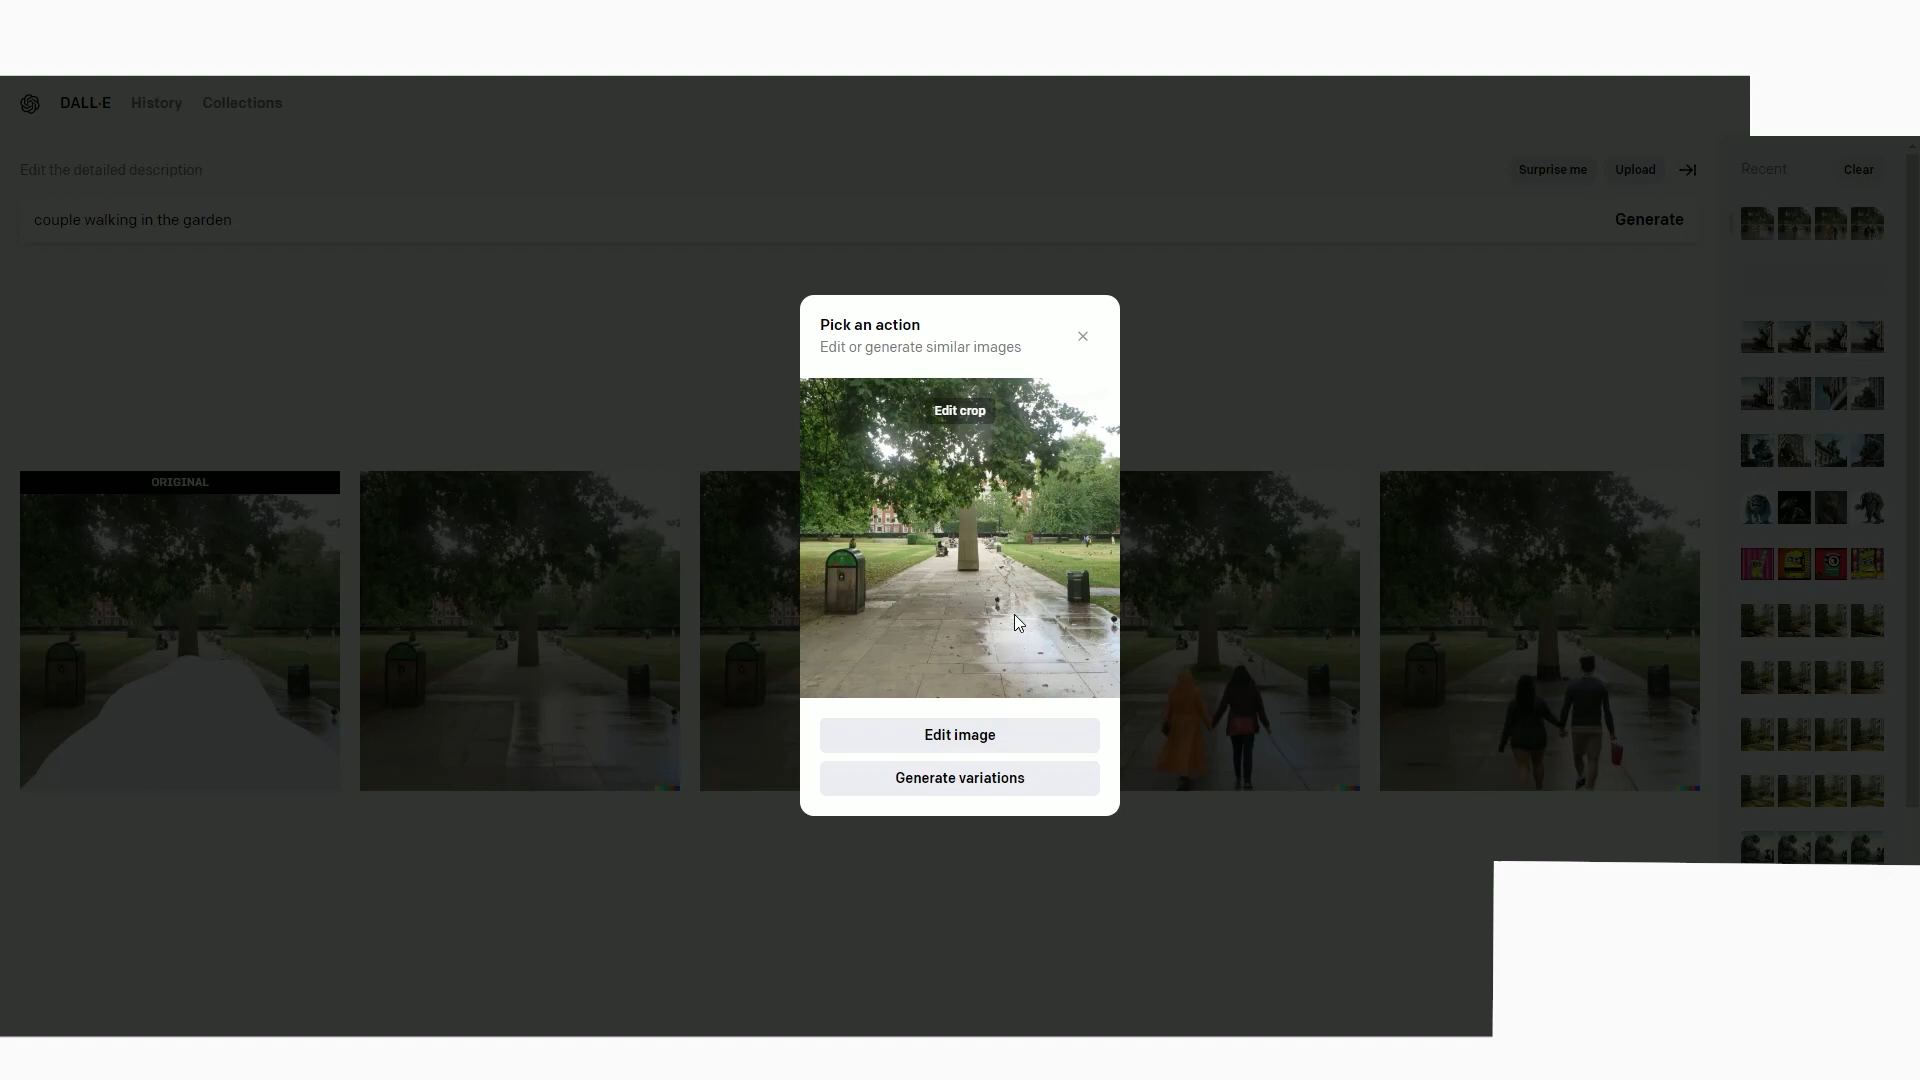 DALL·E History Collections
Edit the detailed description
Surprise me Upload
Recent Clear
couple walking in the garden
Generate
Pick an action
Edit or generate similar images
Edit crop
ORIGINAL
Edit image
Generate variations